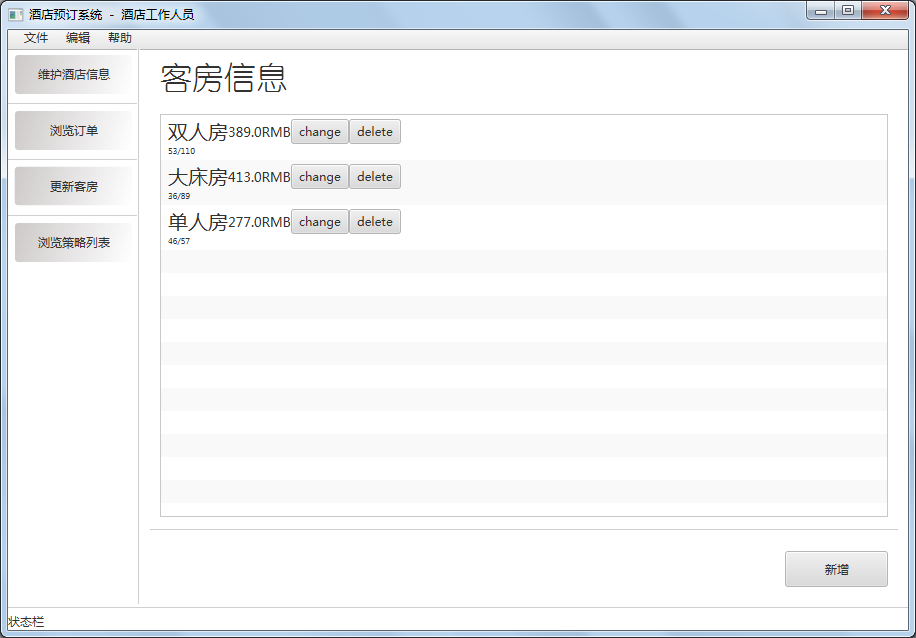 酒店预订系统 - 酒店工作人员
文件 编辑 帮助
维护酒店信息
浏览订单
更新客房
浏览策略列表
客房信息
双人房389.0RMB change delete
53/110
大床房413.0RMB change delete
36/89
单人房277.0RMB change delete
46/57
新增
状态栏